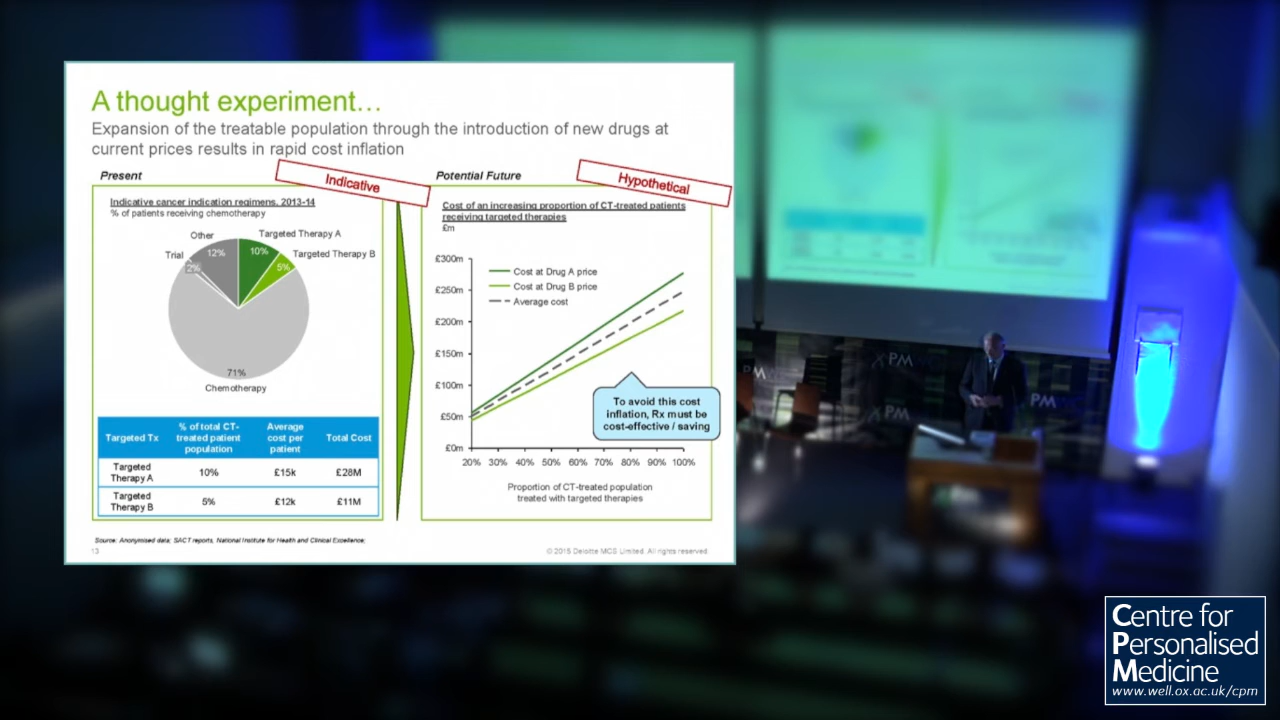 A thought experiment…
Expansion of the treatable population through the introduction of new drugs at
current prices results in rapid cost inflation
Present
Indicative
Indicative cancer indication regimens, 2013-14
% of patients receiving chemotherapy
Other
Targeted Therapy A
Trial
12%
10%
Targeted Therapy B
2%
5%
71%
Chemotherapy
Targeted Tx
% of total CT-
treated patient
population
Average
cost per
patient
Total Cost
Targeted
Therapy A
10%
£15k
£28M
Targeted
Therapy B
5%
£12k
£11M
Potential Future
Hypothetical
Cost of an increasing proportion of CT-treated patients
receiving targeted therapies
£m
£300m
£250m
£200m
£150m
£100m
£50m
£0m
Cost at Drug A price
Cost at Drug B price
Average cost
To avoid this cost
inflation, Rx must be
cost-effective / saving
20% 30% 40% 50% 60% 70% 80% 90% 100%
Proportion of CT-treated population
treated with targeted therapies
Source: Anonymised data; SACT reports, National Institute for Health and Clinical Excellence;
13
© 2015 Deloitte MCS Limited. All rights reserved
XPM
PM
Centre for
Personalised
Medicine
www.well.ox.ac.uk/cpm